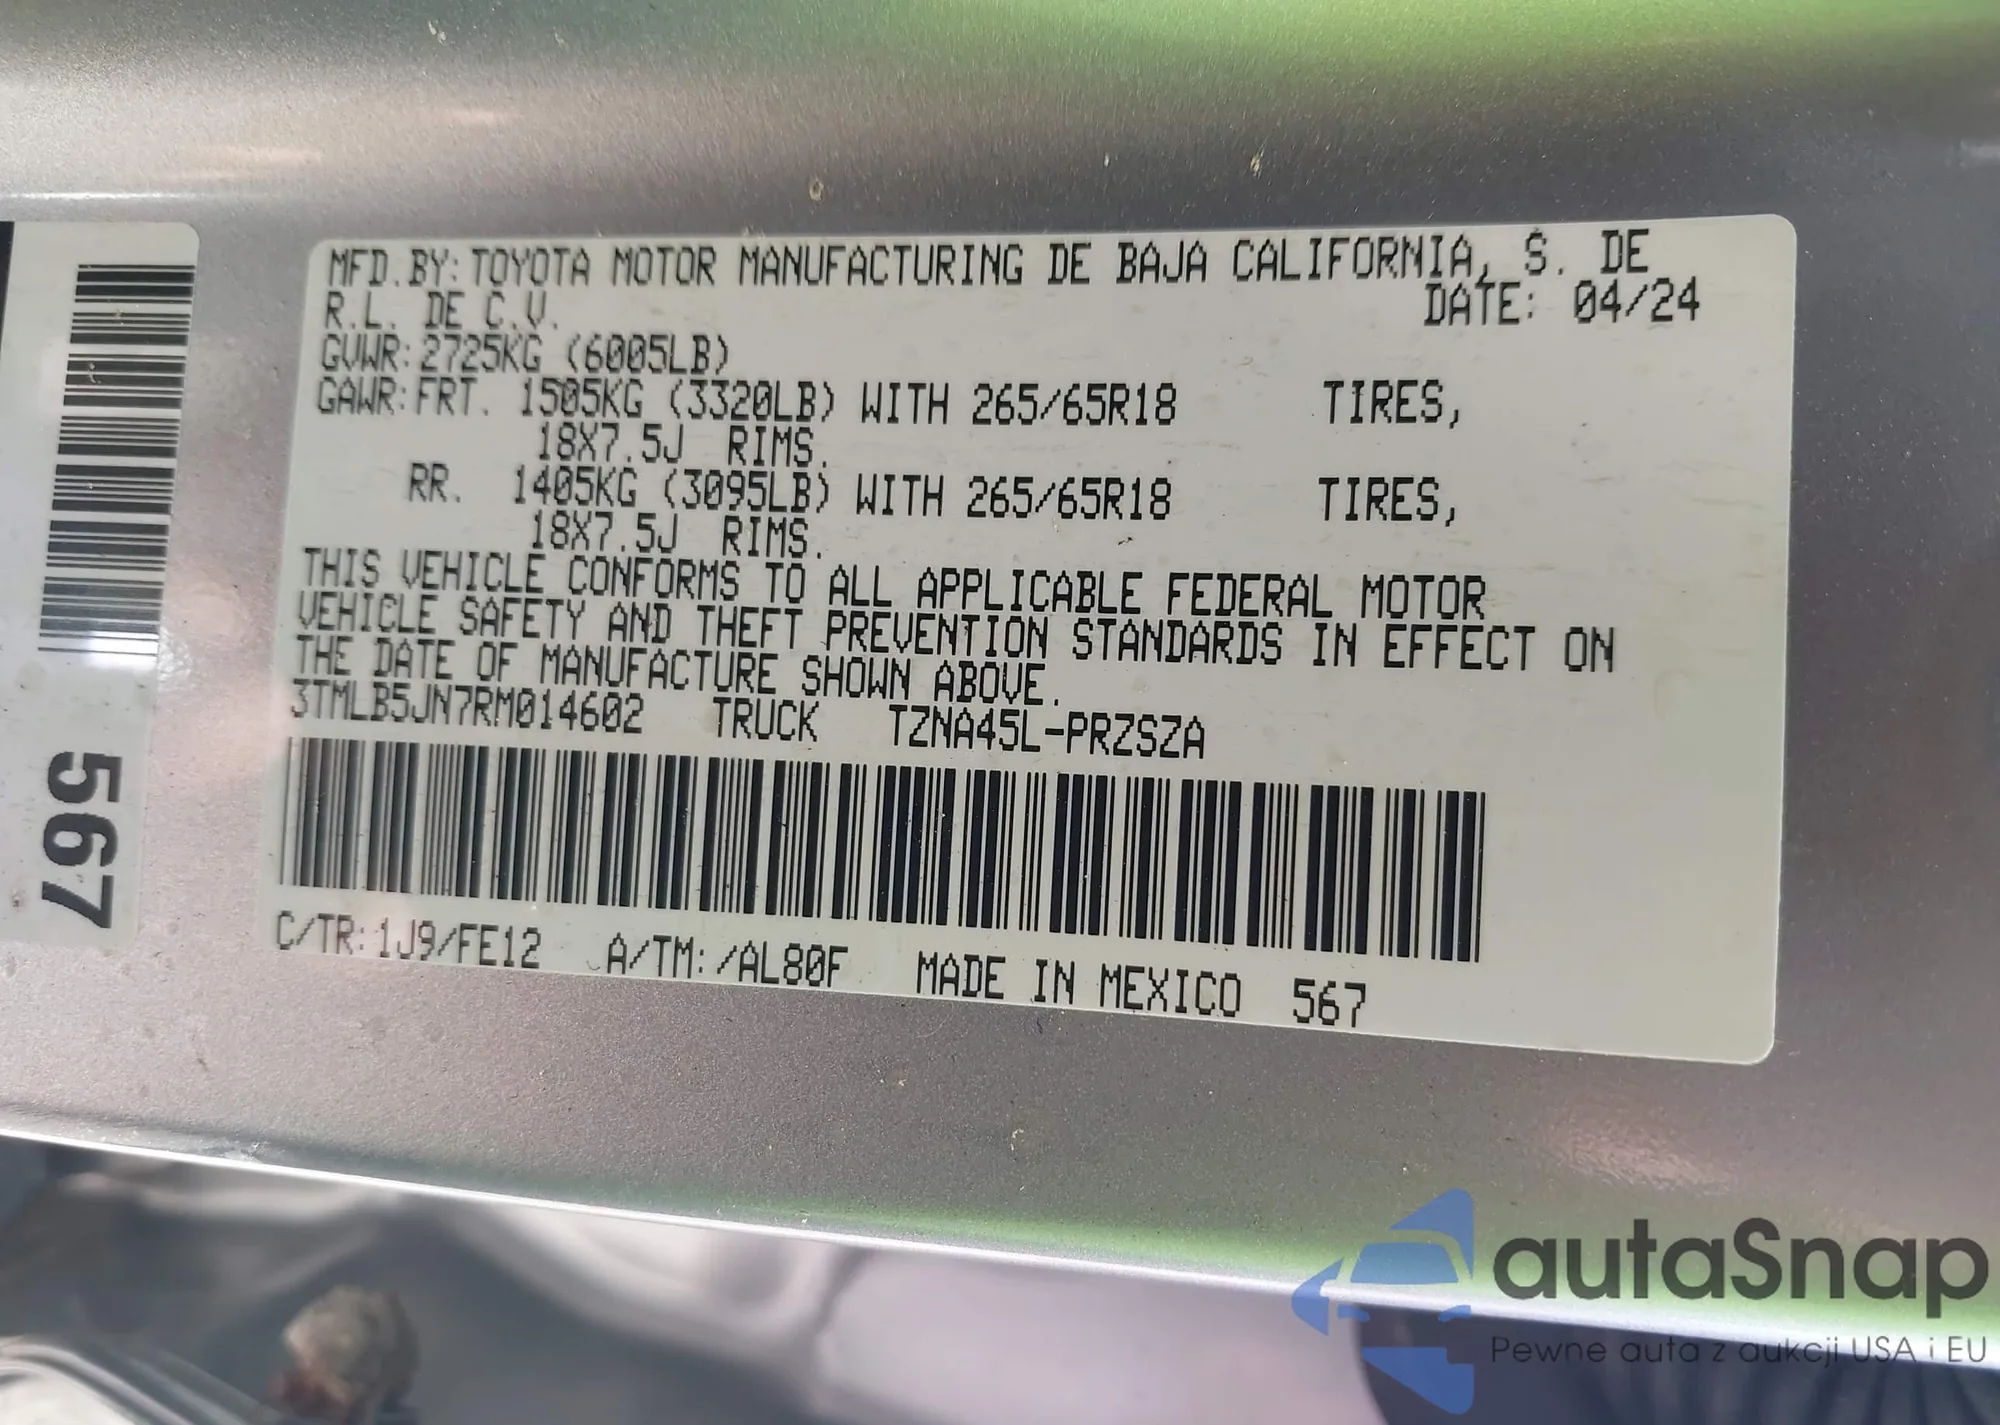 MFD.BY: TOYOTA MOTOR MANUFACTURING DE BAJA CALIFORNIA, S. DE
R.L. DE C.V. DATE: 04/24
GVWR: 2725KG (6005LB)
GAWR: FRT. 1505KG (3320LB) WITH 265/65R18 TIRES,
18X7.5J RIMS.
RR. 1405KG (3095LB) WITH 265/65R18 TIRES,
18X7.5J RIMS.
THIS VEHICLE CONFORMS TO ALL APPLICABLE FEDERAL MOTOR
VEHICLE SAFETY AND THEFT PREVENTION STANDARDS IN EFFECT ON
THE DATE OF MANUFACTURE SHOWN ABOVE.
3TMLB5JN7RM014602 TRUCK TZNA45L-PRZSZA
C/TR: 1J9/FE12 A/TM: /AL80F MADE IN MEXICO 567
567
autaSnap
Pewne auta z aukcji USA i EU